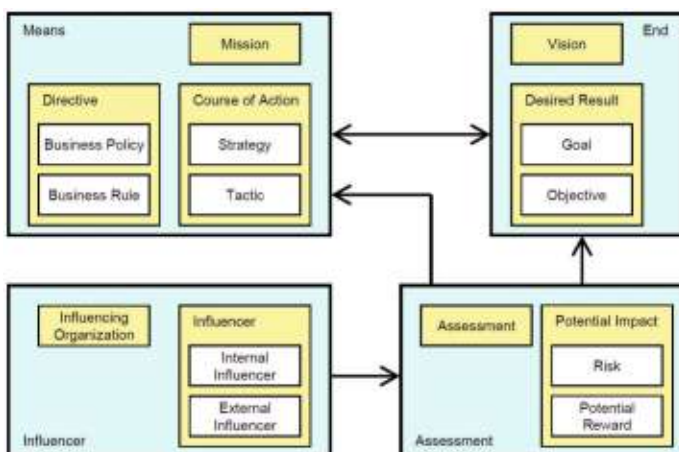 Means
Mission
Directive
Business Policy
Business Rule
Course of Action
Strategy
Tactic
End
Vision
Desired Result
Goal
Objective
Influencing
Organization
Influencer
Internal
Influencer
External
Influencer
Influencer
Assessment
Potential Impact
Risk
Potential
Reward
Assessment